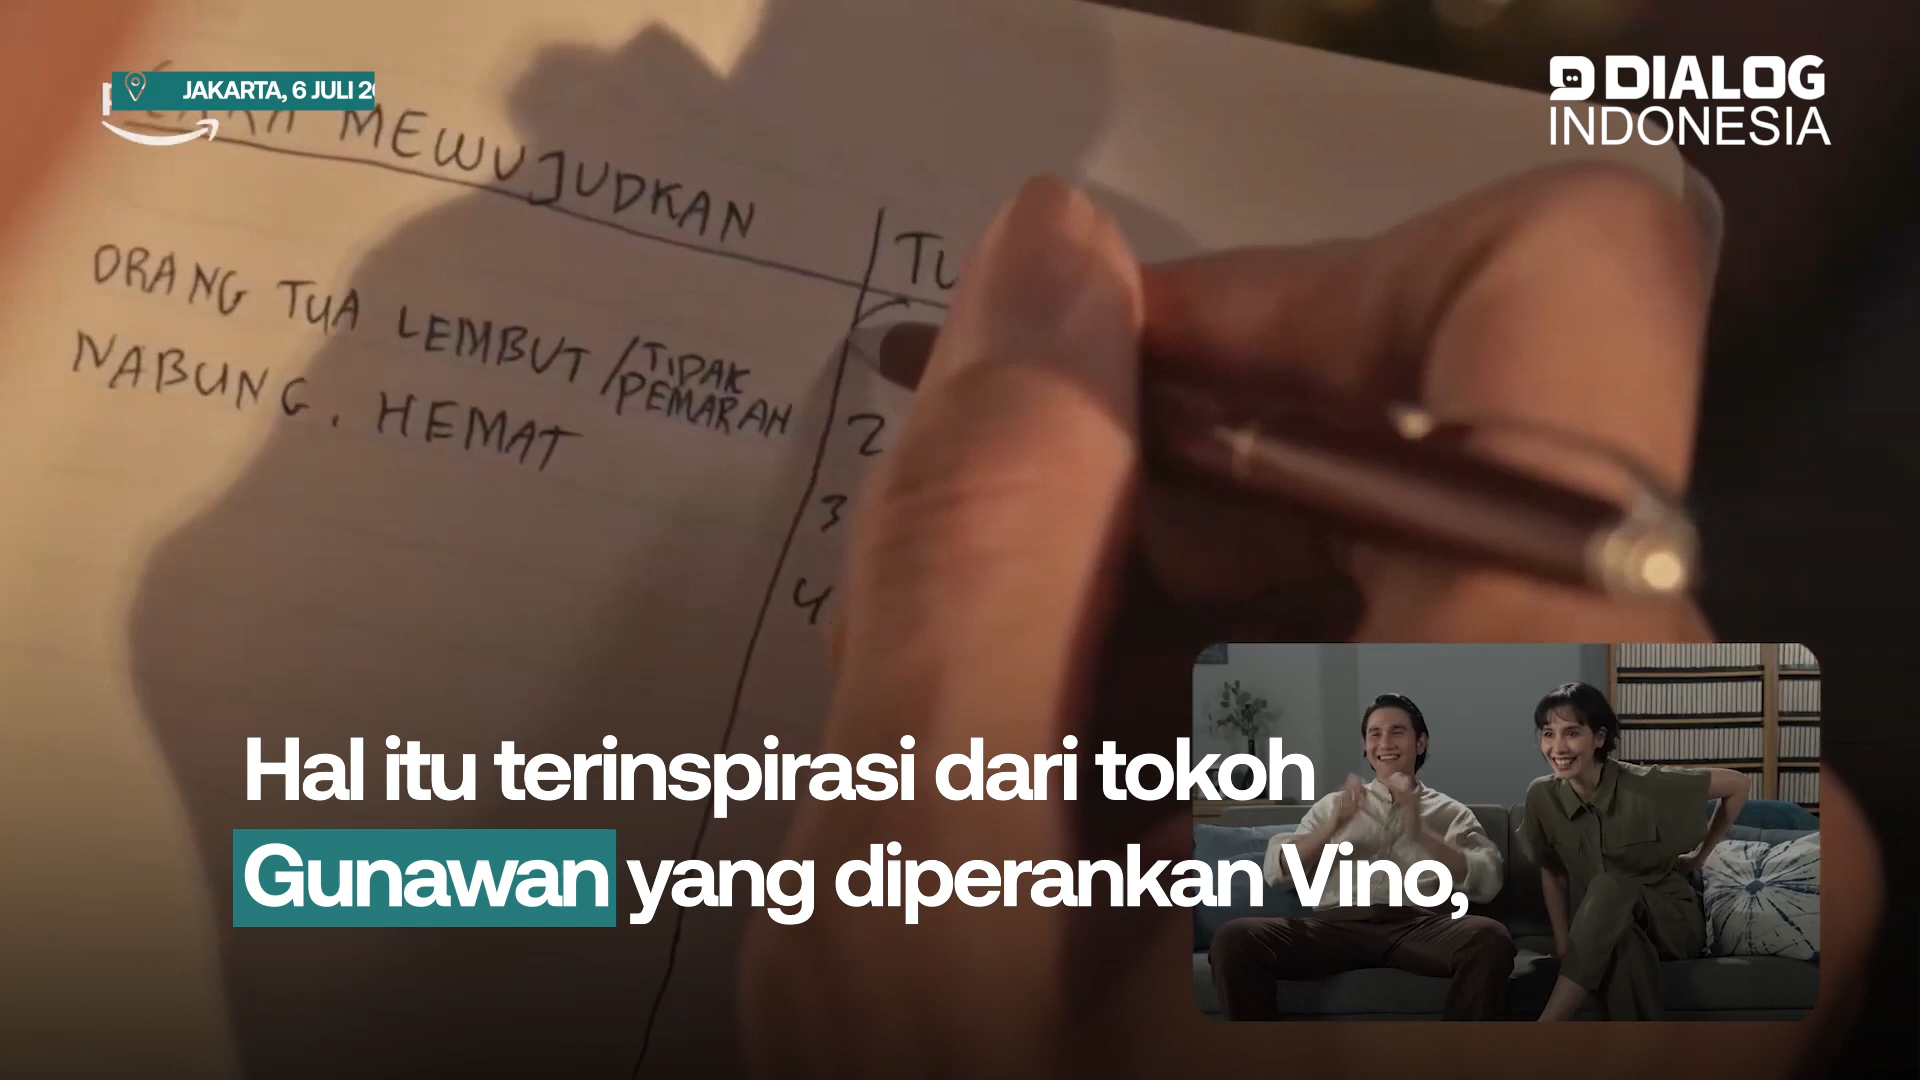 JAKARTA, 6 JULI 2
DIALOG
INDONESIA
MEWUJUDKAN
TU
ORANG TUA LEMBUT / TIDAK
PEMARAH
NABUNG. HEMAT
2
3
4.
Hal itu terinspirasi dari tokoh
Gunawan yang diperankan Vino,